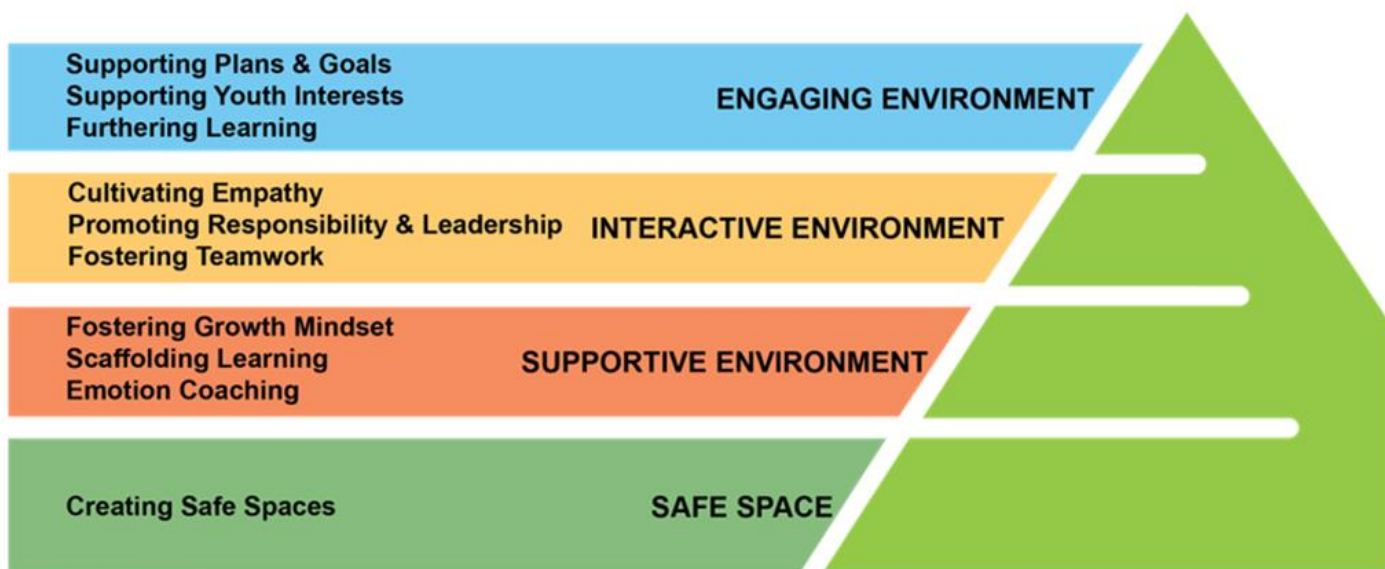 Supporting Plans & Goals
Supporting Youth Interests
Furthering Learning
ENGAGING ENVIRONMENT
Cultivating Empathy
Promoting Responsibility & Leadership
Fostering Teamwork
INTERACTIVE ENVIRONMENT
Fostering Growth Mindset
Scaffolding Learning
Emotion Coaching
SUPPORTIVE ENVIRONMENT
Creating Safe Spaces
SAFE SPACE